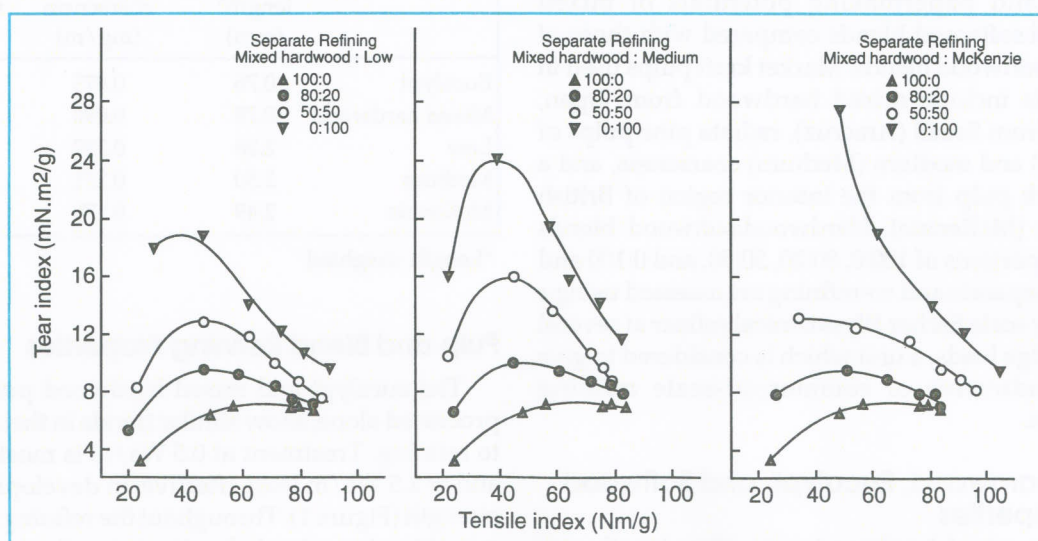 Separate Refining
Mixed hardwood : Low
▲ 100:0
● 80:20
○ 50:50
▼ 0:100
Separate Refining
Mixed hardwood : Medium
▲ 100:0
● 80:20
○ 50:50
▼ 0:100
Separate Refining
Mixed hardwood : McKenzie
▲ 100:0
● 80:20
○ 50:50
▼ 0:100
Tear index (mN.m2/g)
28
24
20
16
12
8
4
20 40 60 80 100
20 40 60 80 100
20 40 60 80 100
Tensile index (Nm/g)